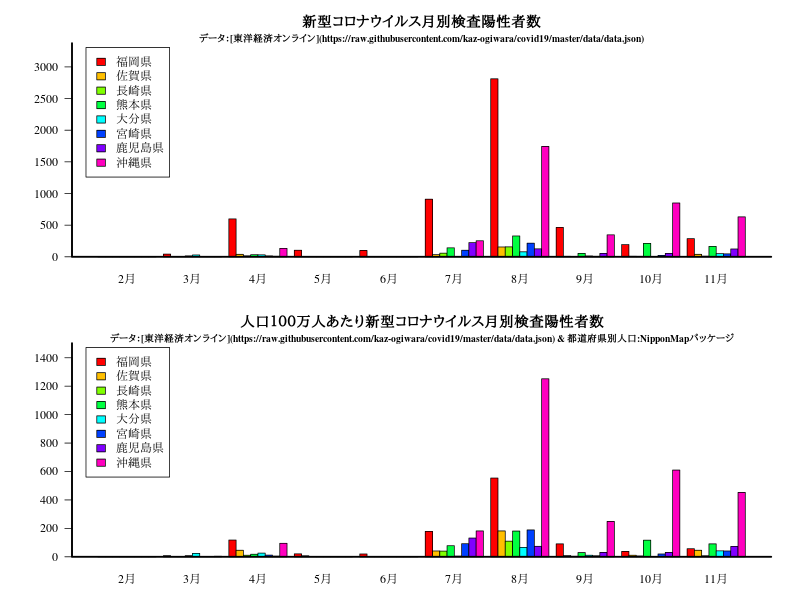 新型コロナウイルス月別検査陽性者数
データ:[東洋経済オンライン](https://raw.githubusercontent.com/kaz-ogiwara/covid19/master/data/data.json)
3000
2500
2000
1500
1000
500
0
福岡県
佐賀県
長崎県
熊本県
大分県
宮崎県
鹿児島県
沖縄県
2月 3月 4月 5月 6月 7月 8月 9月 10月 11月
人口100万人あたり新型コロナウイルス月別検査陽性者数
データ:[東洋経済オンライン](https://raw.githubusercontent.com/kaz-ogiwara/covid19/master/data/data.json) & 都道府県別人口:NipponMapパッケージ
1400
1200
1000
800
600
400
200
0
福岡県
佐賀県
長崎県
熊本県
大分県
宮崎県
鹿児島県
沖縄県
2月 3月 4月 5月 6月 7月 8月 9月 10月 11月